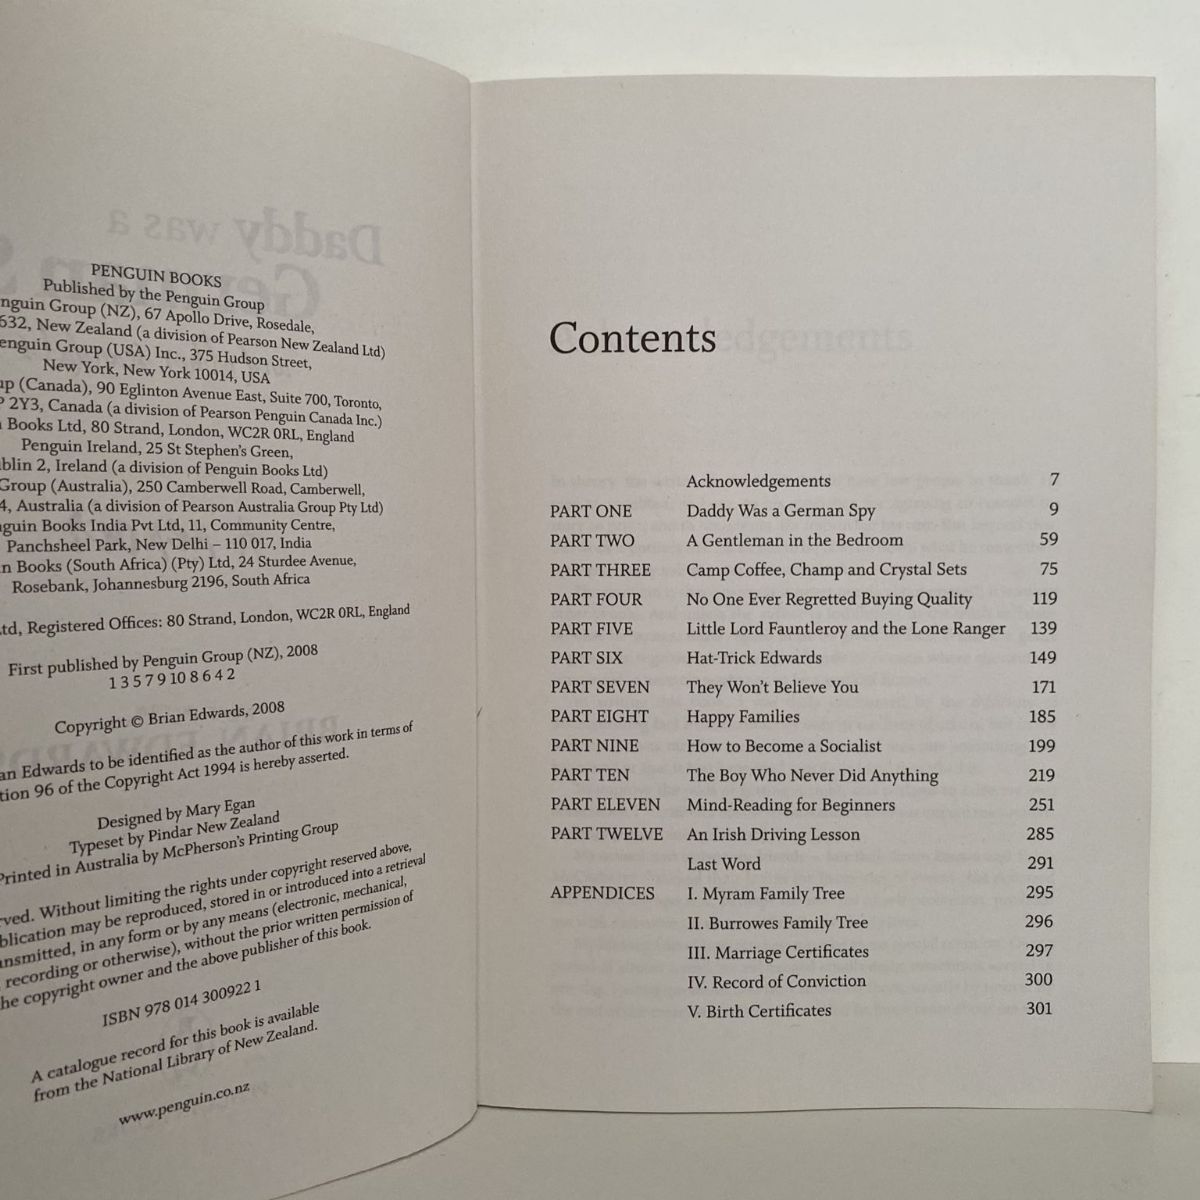 PENGUIN BOOKS
Published by the Penguin Group
nguin Group (NZ), 67 Apollo Drive, Rosedale,
632, New Zealand (a division of Pearson New Zealand Ltd)
enguin Group (USA) Inc., 375 Hudson Street,
New York, New York 10014, USA
up (Canada), 90 Eglinton Avenue East, Suite 700, Toronto,
P 2Y3, Canada (a division of Pearson Penguin Canada Inc.)
Books Ltd, 80 Strand, London, WC2R 0RL, England
Penguin Ireland, 25 St Stephen's Green,
blin 2, Ireland (a division of Penguin Books Ltd)
Group (Australia), 250 Camberwell Road, Camberwell,
4, Australia (a division of Pearson Australia Group Pty Ltd)
nguin Books India Pvt Ltd, 11, Community Centre,
Panchsheel Park, New Delhi – 110 017, India
n Books (South Africa) (Pty) Ltd, 24 Sturdee Avenue,
Rosebank, Johannesburg 2196, South Africa
td, Registered Offices: 80 Strand, London, WC2R 0RL, England
First published by Penguin Group (NZ), 2008
1 3 5 7 9 10 8 6 4 2
Copyright © Brian Edwards, 2008
an Edwards to be identified as the author of this work in terms of
tion 96 of the Copyright Act 1994 is hereby asserted.
Designed by Mary Egan
Typeset by Pindar New Zealand
Printed in Australia by McPherson's Printing Group
ved. Without limiting the rights under copyright reserved above,
blication may be reproduced, stored in or introduced into a retrieval
ansmitted, in any form or by any means (electronic, mechanical,
recording or otherwise), without the prior written permission of
he copyright owner and the above publisher of this book.
ISBN 978 014 300922 1
A catalogue record for this book is available
from the National Library of New Zealand.
www.penguin.co.nz
Contents
Acknowledgements 7
PART ONE Daddy Was a German Spy 9
PART TWO A Gentleman in the Bedroom 59
PART THREE Camp Coffee, Champ and Crystal Sets 75
PART FOUR No One Ever Regretted Buying Quality 119
PART FIVE Little Lord Fauntleroy and the Lone Ranger 139
PART SIX Hat-Trick Edwards 149
PART SEVEN They Won't Believe You 171
PART EIGHT Happy Families 185
PART NINE How to Become a Socialist 199
PART TEN The Boy Who Never Did Anything 219
PART ELEVEN Mind-Reading for Beginners 251
PART TWELVE An Irish Driving Lesson 285
Last Word 291
APPENDICES I. Myram Family Tree 295
II. Burrowes Family Tree 296
III. Marriage Certificates 297
IV. Record of Conviction 300
V. Birth Certificates 301